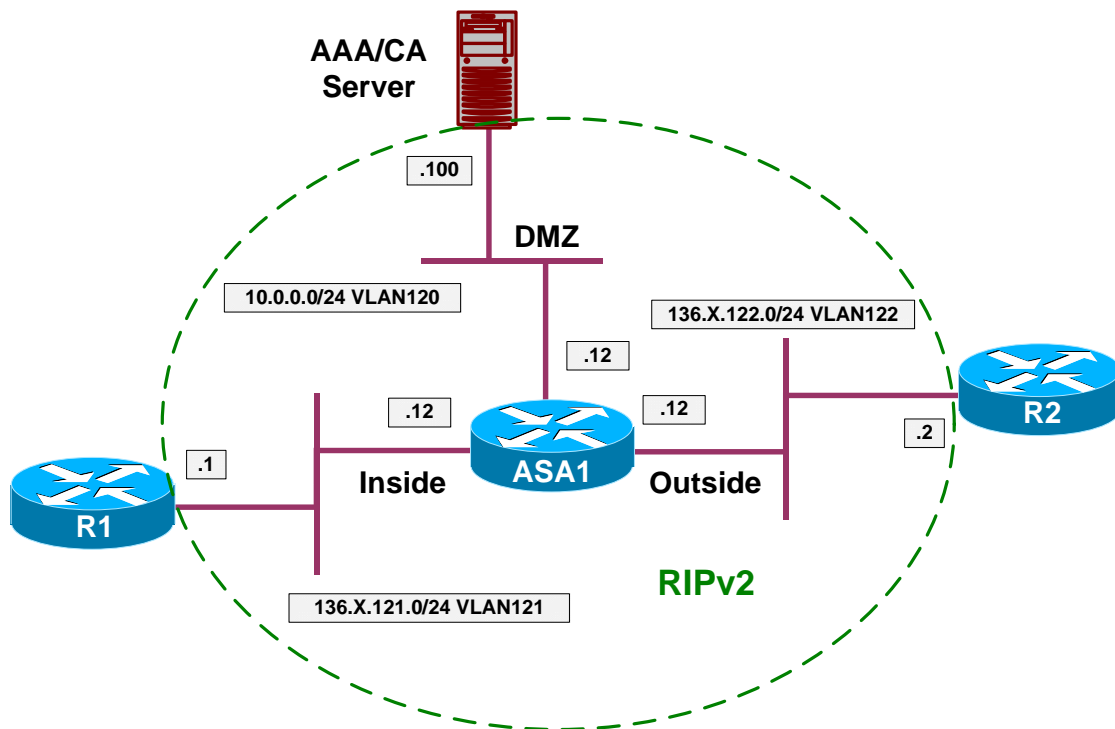 AAA/CA
Server
.100
DMZ
10.0.0.0/24 VLAN120
136.X.122.0/24 VLAN122
.12
.12
.12
R2
.2
.1
Inside
ASA1
Outside
R1
RIPv2
136.X.121.0/24 VLAN121